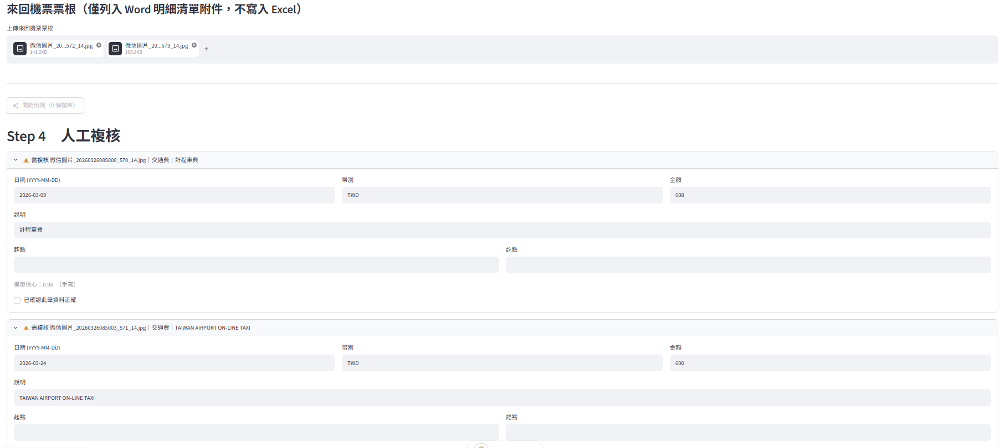 來回機票票根（僅列入 Word 明細清單附件，不寫入 Excel）
上傳來回機票票根
微信圖片_20...572_14.jpg
141.2KB
微信圖片_20...573_14.jpg
105.8KB
開始辨識（0 個檔案）
Step 4 人工複核
需複核 微信圖片_20260326085000_570_14.jpg｜交通費｜計程車費
日期 (YYYY-MM-DD) 幣別 金額
2026-03-09 TWD 608
說明
計程車費
起點 訖點
模型信心：0.95 （手寫）
已確認此筆資料正確
需複核 微信圖片_20260326085003_571_14.jpg｜交通費｜TAIWAN AIRPORT ON-LINE TAXI
日期 (YYYY-MM-DD) 幣別 金額
2026-03-24 TWD 600
說明
TAIWAN AIRPORT ON-LINE TAXI
起點 訖點